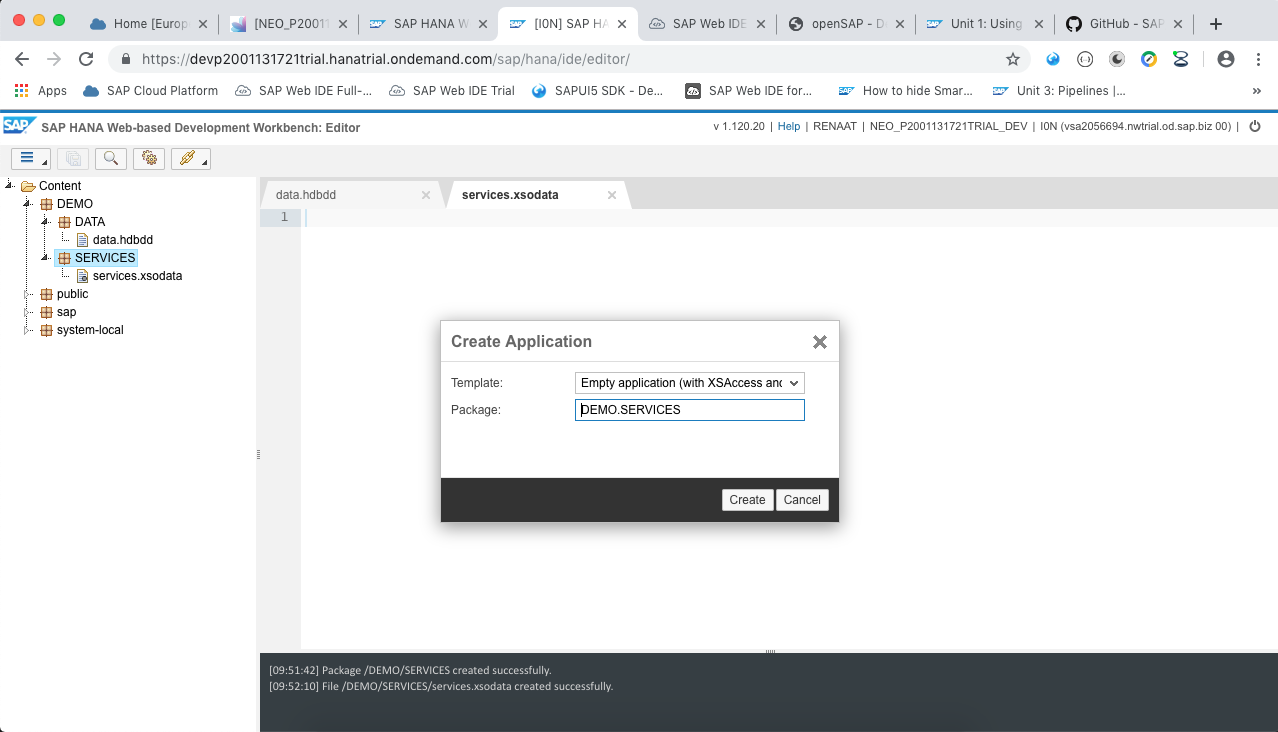 Home [Europ
[NEO_P20011
SAP HANA W
[I0N] SAP HA
SAP Web IDE
openSAP - De
Unit 1: Using
GitHub - SAP
https://devp2001131721trial.hanatrial.ondemand.com/sap/hana/ide/editor/
Apps
SAP Cloud Platform
SAP Web IDE Full-...
SAP Web IDE Trial
SAPUI5 SDK - De...
SAP Web IDE for...
How to hide Smar...
Unit 3: Pipelines |...
»
SAP
SAP HANA Web-based Development Workbench: Editor
v 1.120.20 | Help | RENAAT | NEO_P2001131721TRIAL_DEV | I0N (vsa2056694.nwtrial.od.sap.biz 00) |
Content
DEMO
DATA
data.hdbdd
SERVICES
services.xsodata
public
sap
system-local
data.hdbdd
services.xsodata
1
Create Application
Template:
Empty application (with XSAccess and
Package:
DEMO.SERVICES
Create
Cancel
[09:51:42] Package /DEMO/SERVICES created successfully.
[09:52:10] File /DEMO/SERVICES/services.xsodata created successfully.